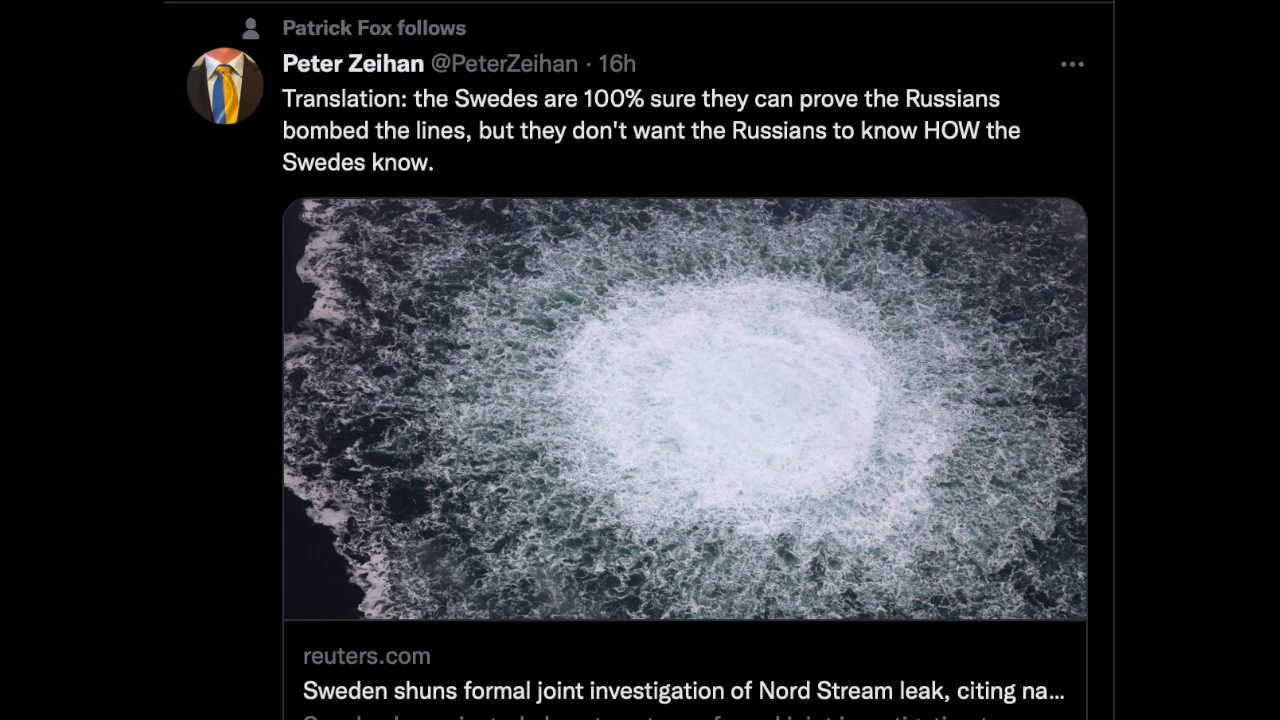 Patrick Fox follows
Peter Zeihan @PeterZeihan · 16h
Translation: the Swedes are 100% sure they can prove the Russians
bombed the lines, but they don't want the Russians to know HOW the
Swedes know.
reuters.com
Sweden shuns formal joint investigation of Nord Stream leak, citing na...